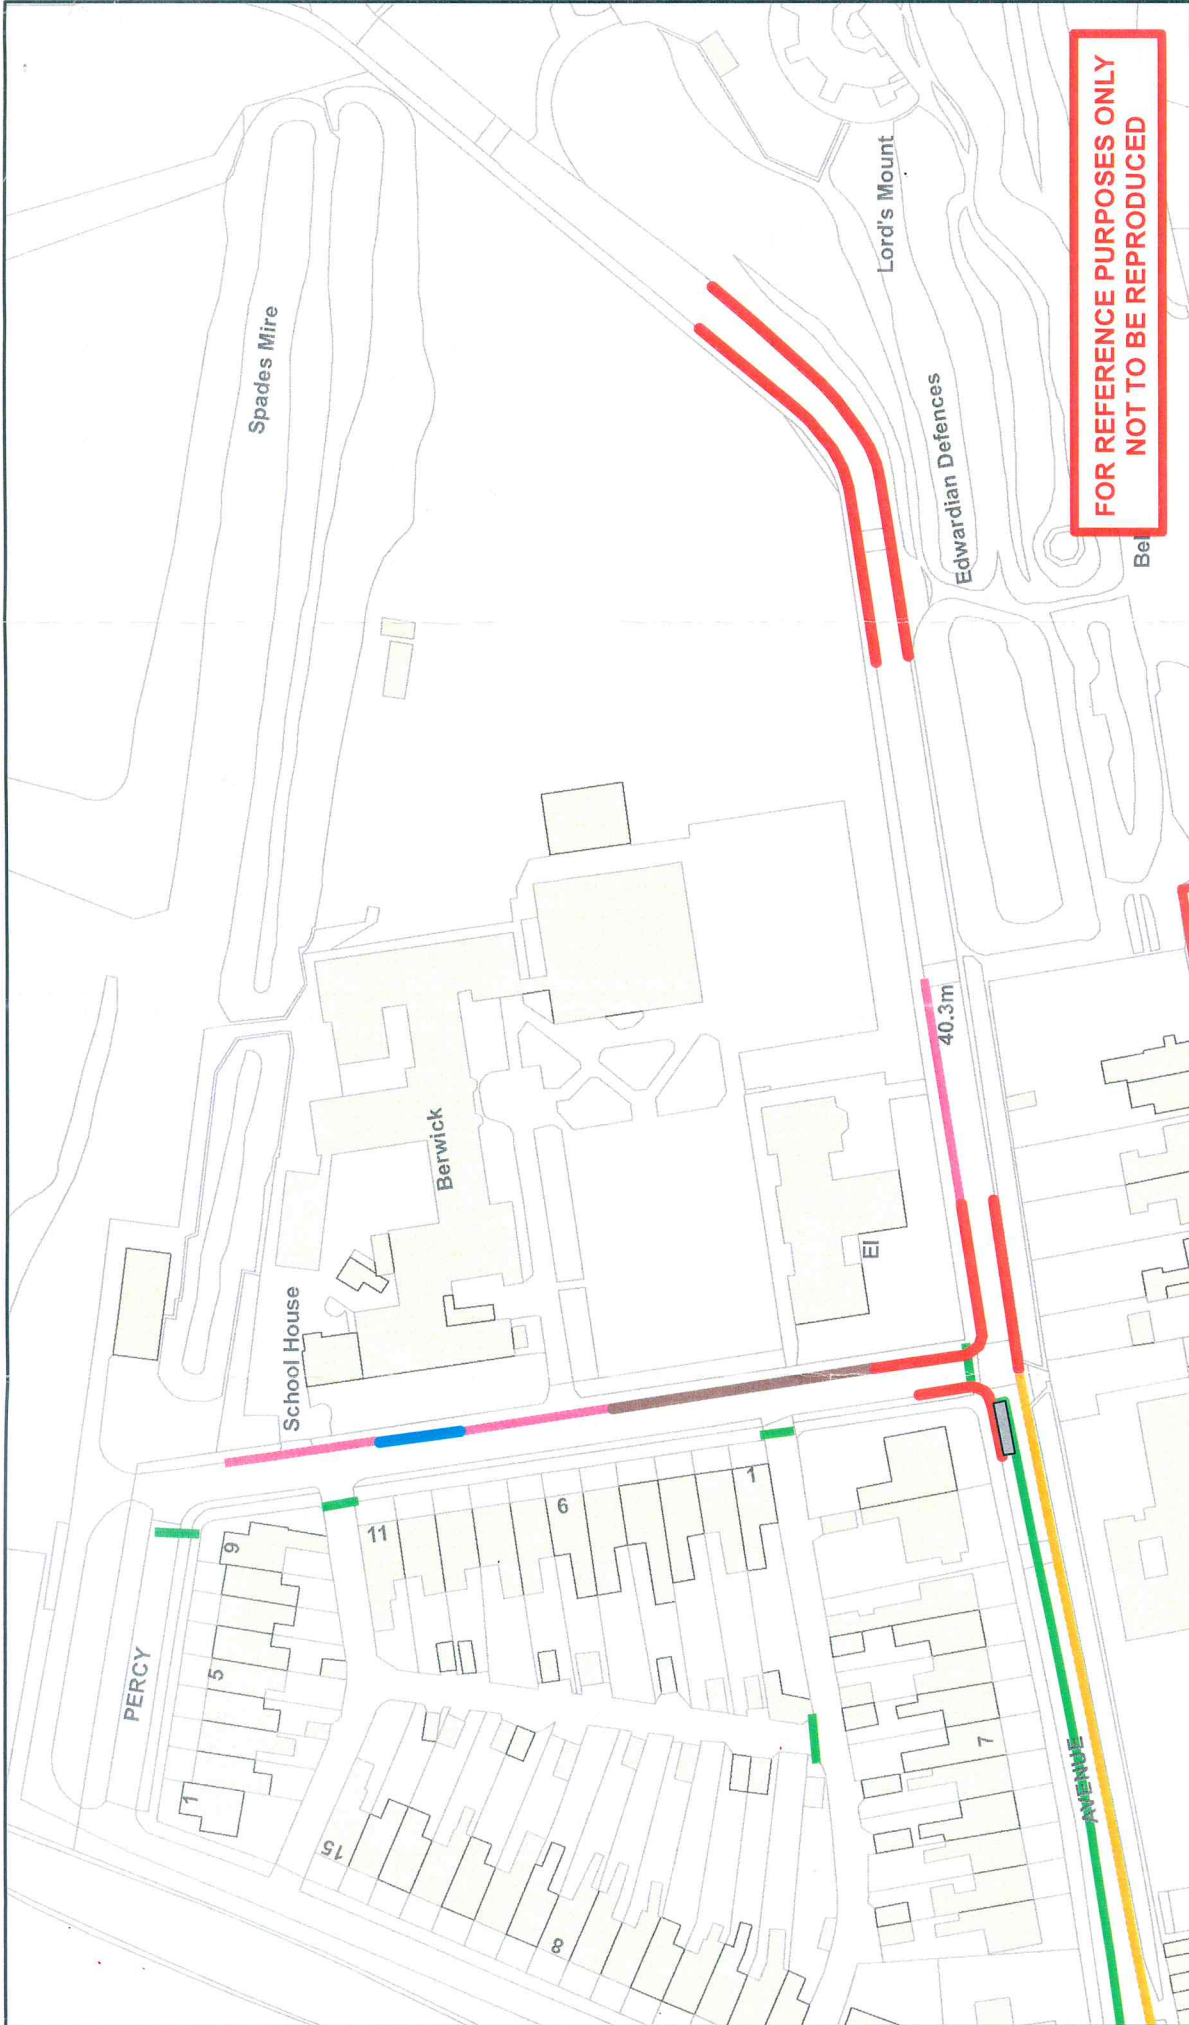 FOR REFERENCE PURPOSES ONLY
NOT TO BE REPRODUCED
Lord's Mount
Spades Mire
Edwardian Defences
Bel
40.3m
Berwick
El
School House
PERCY
9
5
1
11
6
1
15
8
7
AVENUE